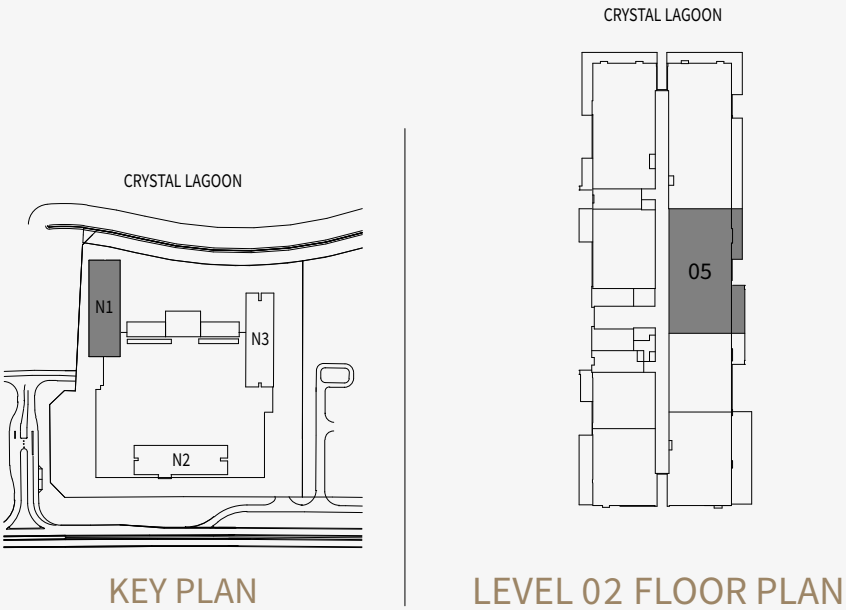 CRYSTAL LAGOON
N1
N3
N2
KEY PLAN
CRYSTAL LAGOON
05
LEVEL 02 FLOOR PLAN